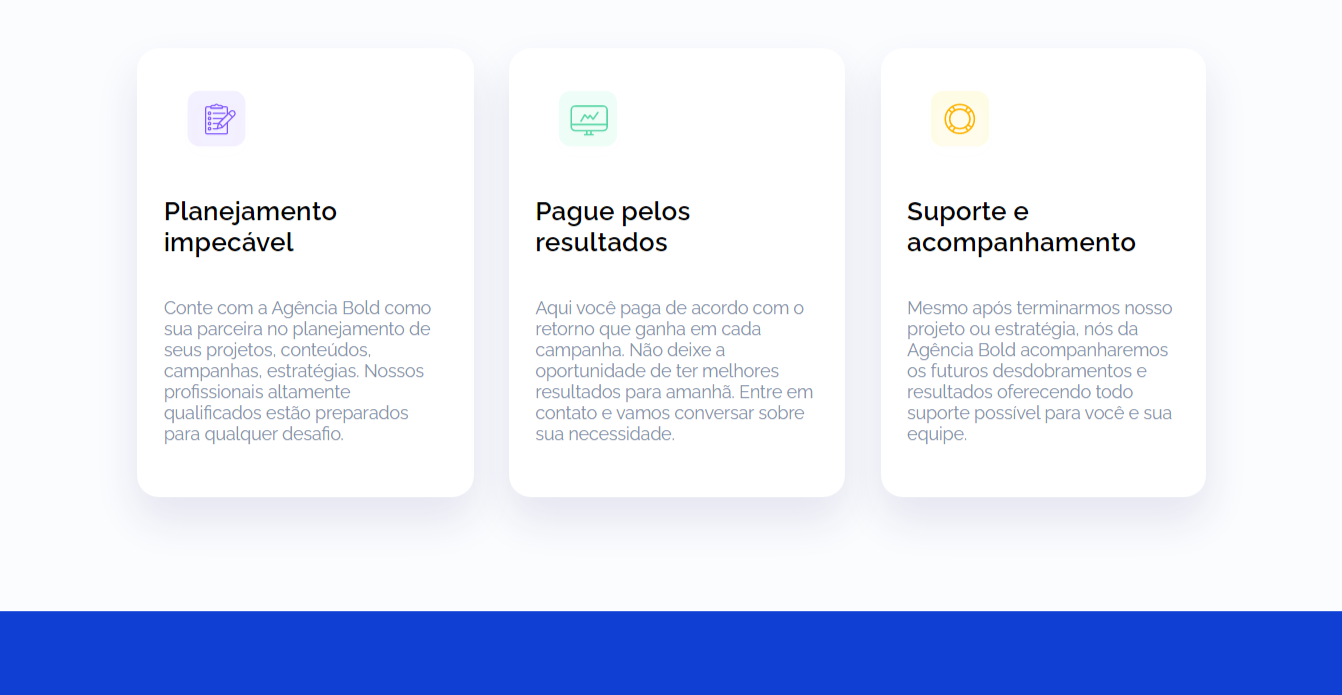 Planejamento
impecável
Conte com a Agência Bold como
sua parceira no planejamento de
seus projetos, conteúdos,
campanhas, estratégias. Nossos
profissionais altamente
qualificados estão preparados
para qualquer desafio.
Pague pelos
resultados
Aqui você paga de acordo com o
retorno que ganha em cada
campanha. Não deixe a
oportunidade de ter melhores
resultados para amanhã. Entre em
contato e vamos conversar sobre
sua necessidade.
Suporte e
acompanhamento
Mesmo após terminarmos nosso
projeto ou estratégia, nós da
Agência Bold acompanharemos
os futuros desdobramentos e
resultados oferecendo todo
suporte possível para você e sua
equipe.